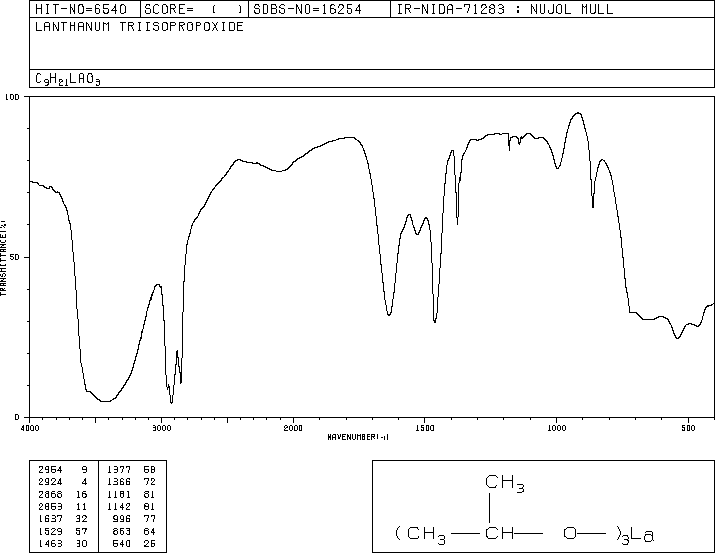 HIT-NO=6540 SCORE= ( ) SDBS-NO=16254 IR-NIDA-71283 : NUJOL MULL
LANTHANUM TRIISOPROPOXIDE
C9H21LAO3
100
50
0
TRANSMITTANCE(%)
4000 3000 2000 1500 1000 500
WAVENUMBER(-1)
2954 9 1377 58
2924 4 1366 72
2868 16 1181 81
2853 11 1142 81
1637 32 996 77
1529 57 863 64
1463 30 540 25
CH3
(CH3 CH O )3La